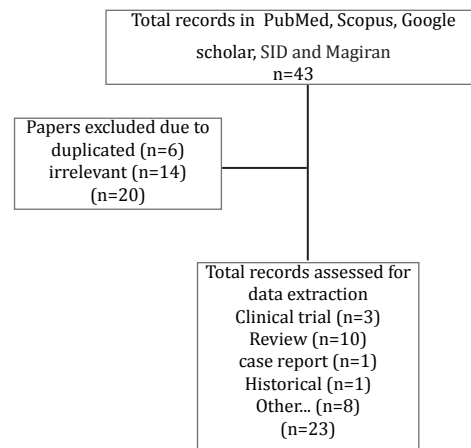 Total records in PubMed, Scopus, Google
scholar, SID and Magiran
n=43
Papers excluded due to
duplicated (n=6)
irrelevant (n=14)
(n=20)
Total records assessed for
data extraction
Clinical trial (n=3)
Review (n=10)
case report (n=1)
Historical (n=1)
Other... (n=8)
(n=23)